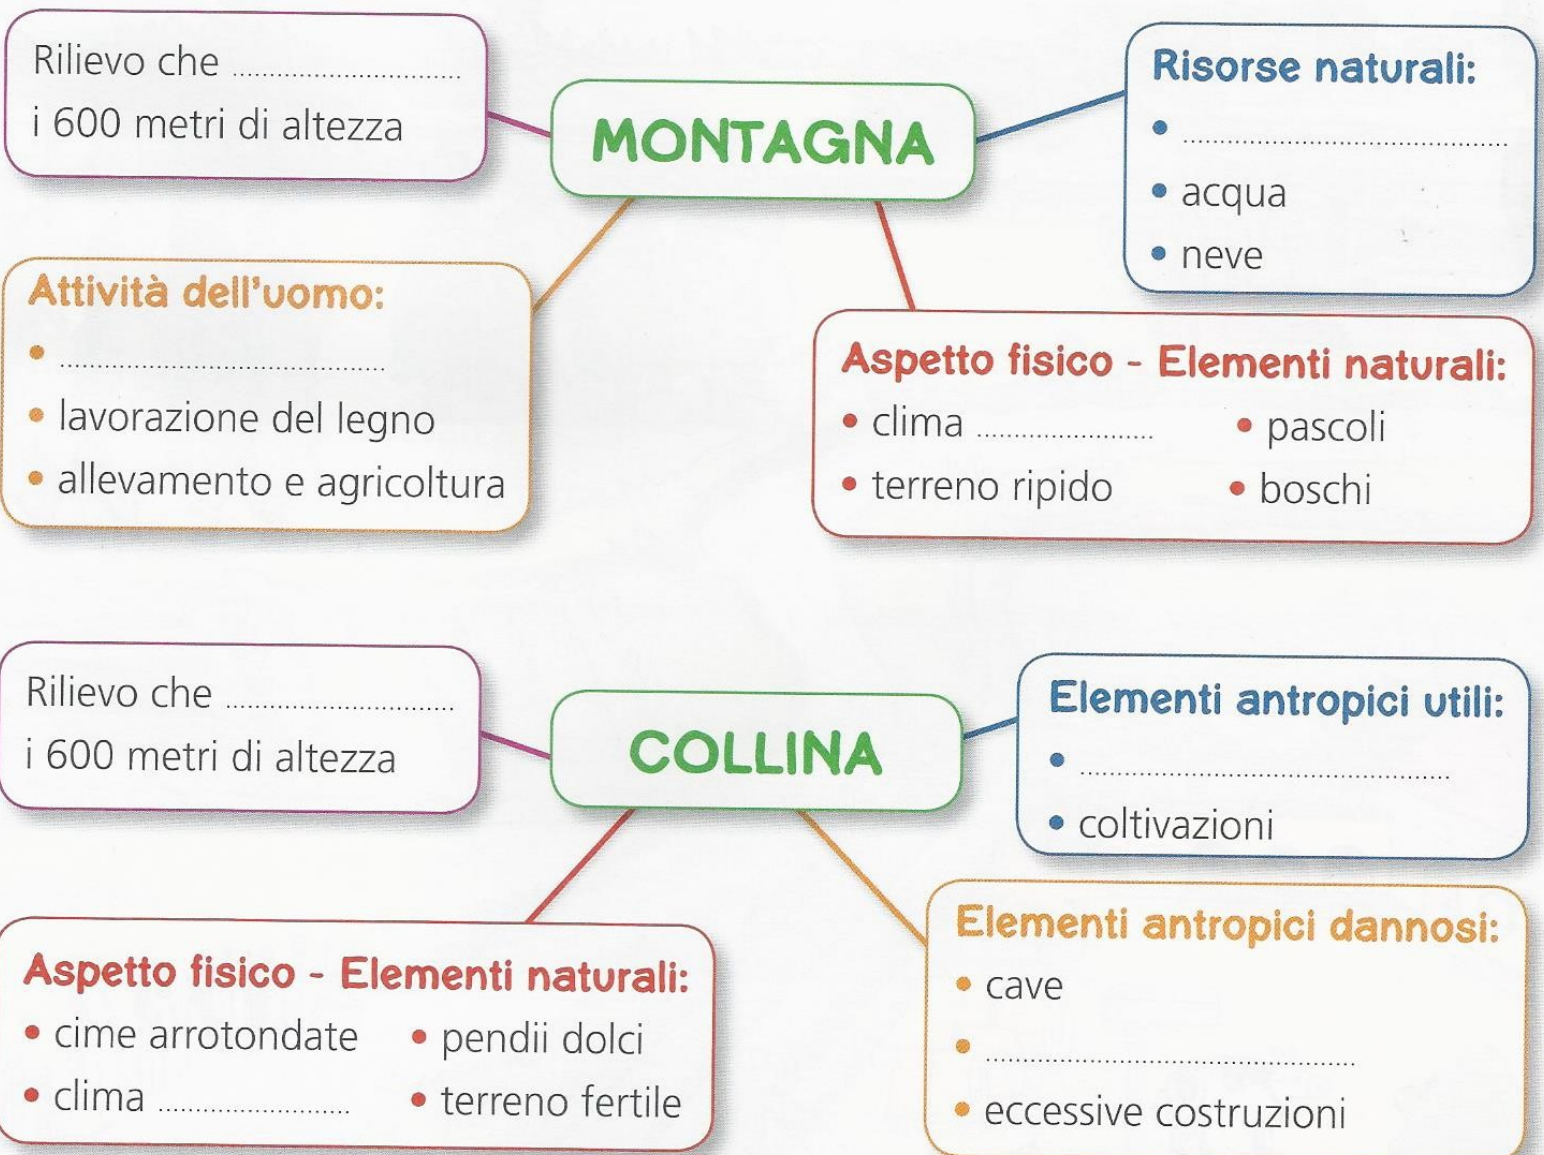 Rilievo che ..............................
i 600 metri di altezza
MONTAGNA
Risorse naturali:
• ..........................................
• acqua
• neve
Attività dell'uomo:
• ..........................................
• lavorazione del legno
• allevamento e agricoltura
Aspetto fisico - Elementi naturali:
• clima ........................ • pascoli
• terreno ripido • boschi
Rilievo che ..............................
i 600 metri di altezza
COLLINA
Elementi antropici utili:
• ................................................
• coltivazioni
Aspetto fisico - Elementi naturali:
• cime arrotondate • pendii dolci
• clima ......................... • terreno fertile
Elementi antropici dannosi:
• cave
• ................................................
• eccessive costruzioni